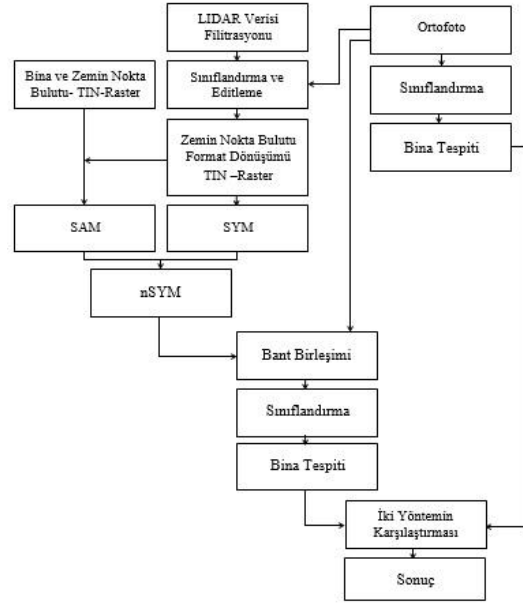 LIDAR Verisi
Filitrasyonu
Ortofoto
Bina ve Zemin Nokta
Bulutu- TIN-Raster
Sınıflandırma ve
Editleme
Sınıflandırma
Zemin Nokta Bulutu
Format Dönüşümü
TIN –Raster
Bina Tespiti
SAM
SYM
nSYM
Bant Birleşimi
Sınıflandırma
Bina Tespiti
İki Yöntemin
Karşılaştırması
Sonuç